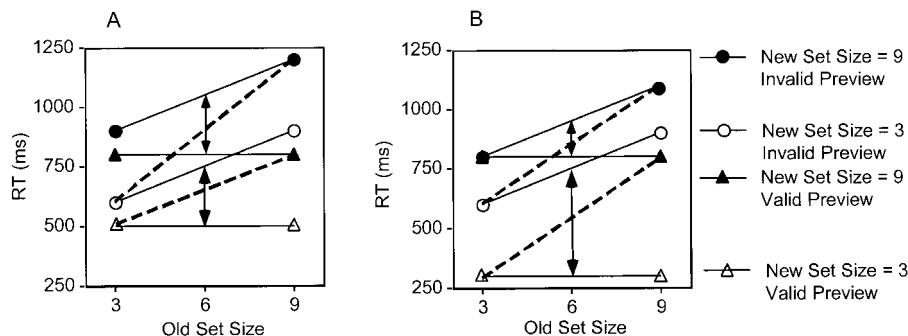 A
B
1250
1000
750
500
250
RT (ms)
3
6
9
Old Set Size
1250
1000
750
500
250
RT (ms)
3
6
9
Old Set Size
New Set Size = 9
Invalid Preview
New Set Size = 3
Invalid Preview
New Set Size = 9
Valid Preview
New Set Size = 3
Valid Preview